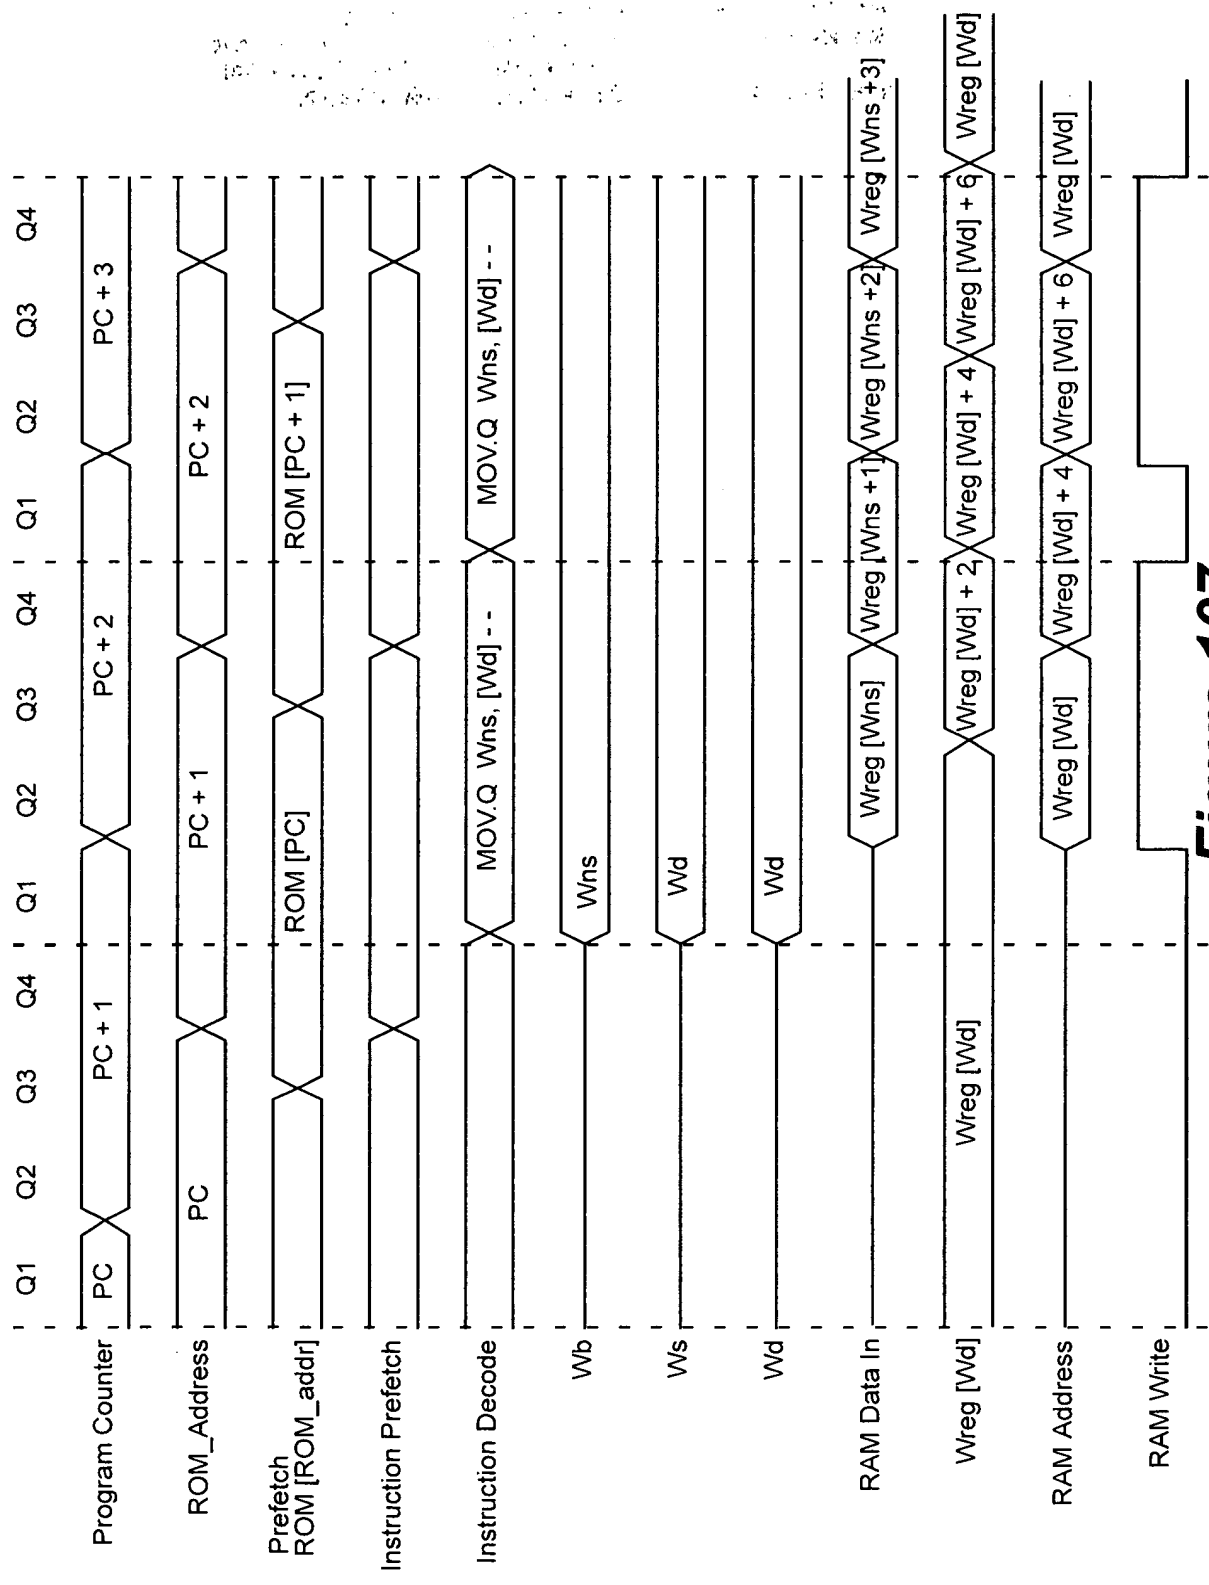 Q1 Q2 Q3 Q4 Q1 Q2 Q3 Q4 Q1 Q2 Q3 Q4
Program Counter PC PC + 1 PC + 2 PC + 3
ROM_Address PC PC + 1 PC + 2
Prefetch
ROM [ROM_addr] ROM [PC] ROM [PC + 1]
Instruction Prefetch
Instruction Decode MOV.Q Wns, [Wd] - - MOV.Q Wns, [Wd] - -
Wb Wns
Ws Wd
Wd Wd
RAM Data In Wreg [Wns] Wreg [Wns +1] Wreg [Wns +2] Wreg [Wns +3]
Wreg [Wd] Wreg [Wd] Wreg [Wd] + 2 Wreg [Wd] + 4 Wreg [Wd] + 6 Wreg [Wd]
RAM Address Wreg [Wd] Wreg [Wd] + 4 Wreg [Wd] + 6 Wreg [Wd]
RAM Write